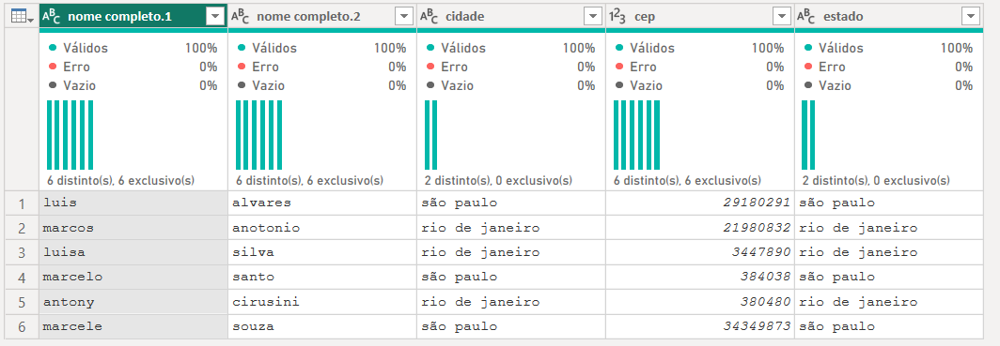 ABC nome completo.1 ABC nome completo.2 ABC cidade 123 cep ABC estado
Válidos 100% Válidos 100% Válidos 100% Válidos 100% Válidos 100%
Erro 0% Erro 0% Erro 0% Erro 0% Erro 0%
Vazio 0% Vazio 0% Vazio 0% Vazio 0% Vazio 0%
6 distinto(s), 6 exclusivo(s) 6 distinto(s), 6 exclusivo(s) 2 distinto(s), 0 exclusivo(s) 6 distinto(s), 6 exclusivo(s) 2 distinto(s), 0 exclusivo(s)
1 luis alvares são paulo 29180291 são paulo
2 marcos anotonio rio de janeiro 21980832 rio de janeiro
3 luisa silva rio de janeiro 3447890 rio de janeiro
4 marcelo santo são paulo 384038 são paulo
5 antony cirusini rio de janeiro 380480 rio de janeiro
6 marcele souza são paulo 34349873 são paulo